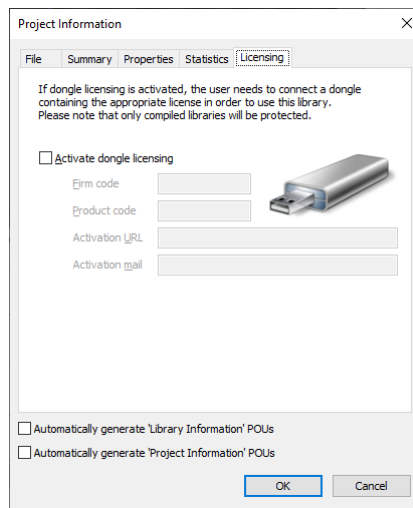 Project Information
File Summary Properties Statistics Licensing
If dongle licensing is activated, the user needs to connect a dongle
containing the appropriate license in order to use this library.
Please note that only compiled libraries will be protected.
Activate dongle licensing
Firm code
Product code
Activation URL
Activation mail
Automatically generate 'Library Information' POUs
Automatically generate 'Project Information' POUs
OK Cancel